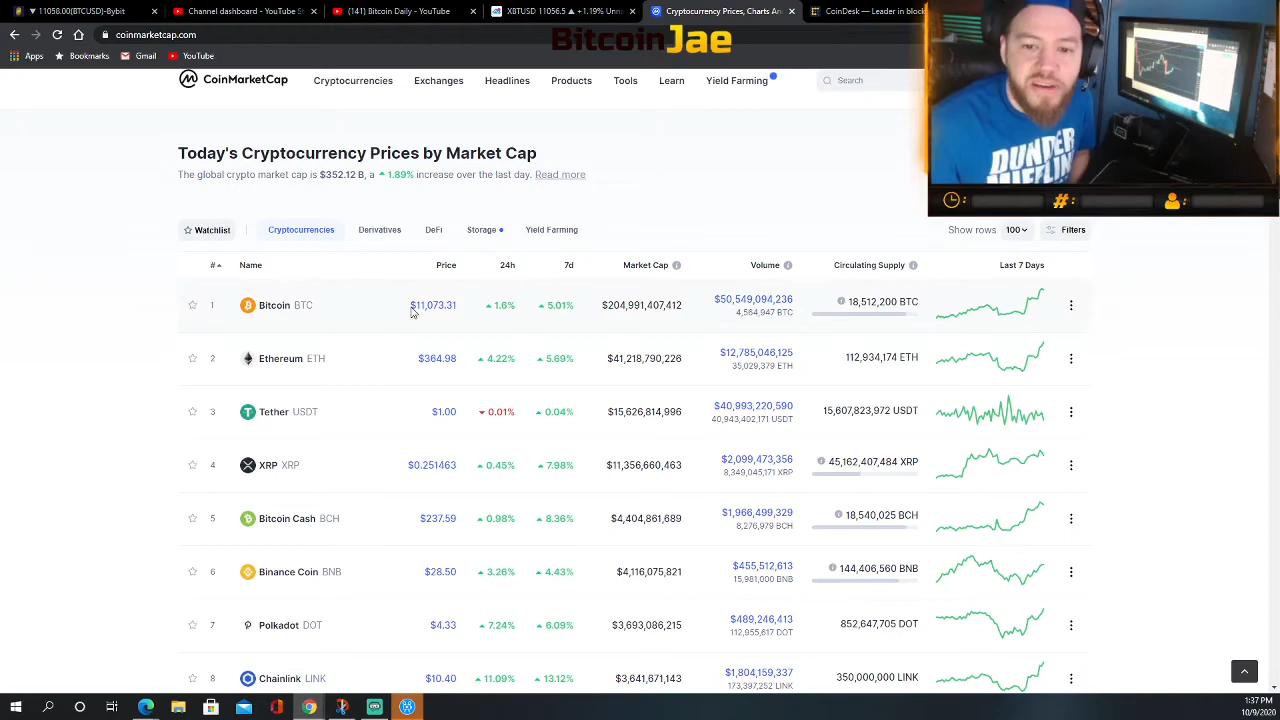 11058.00(BTCUSD)-Bybit
Channel dashboard - YouTube St
(141) Bitcoin Daily - YouTube
XBTUSD 11056.5 ▲ +1.19% Unn
Cryptocurrency Prices, Charts An
CoinDesk — Leader in block
coinmarketcap.com
Apps
Bookmarks
Gmail
YouTube
BitcoinJae
CoinMarketCap
Cryptocurrencies
Exchanges
Headlines
Products
Tools
Learn
Yield Farming
Search
DUNDER
MIFFLIN
Today's Cryptocurrency Prices by Market Cap
The global crypto market cap is $352.12 B, a 1.89% increase over the last day. Read more
#:
Watchlist
Cryptocurrencies
Derivatives
DeFi
Storage
Yield Farming
Show rows 100
Filters
# Name Price 24h 7d Market Cap Volume Circulating Supply Last 7 Days
1 Bitcoin BTC $11,073.31 1.6% 5.01% $204,991,407,412 $50,549,094,236 18,512,200 BTC
4,564,947 BTC
2 Ethereum ETH $364.98 4.22% 5.69% $41,218,790,226 $12,785,046,125 112,934,174 ETH
35,029,379 ETH
3 Tether USDT $1.00 0.01% 0.04% $15,626,814,996 $40,993,220,590 15,607,823,972 USDT
40,943,402,171 USDT
4 XRP XRP $0.251463 0.45% 7.98% $11,356,660,463 $2,099,473,356 45,162,407,484 XRP
8,349,045,171 XRP
5 Bitcoin Cash BCH $237.59 0.98% 8.36% $4,404,861,689 $1,966,499,329 18,540,025 BCH
8,276,979 BCH
6 Binance Coin BNB $28.50 3.26% 4.43% $4,116,075,821 $455,512,613 144,406,560 BNB
15,981,000 BNB
7 Polkadot DOT $4.33 7.24% 6.09% $3,693,086,215 $489,246,413 852,647,705 DOT
112,955,617 DOT
8 Chainlink LINK $10.40 11.09% 13.12% $3,641,671,143 $1,804,159,337 350,000,000 LINK
173,397,252 LINK
1:37 PM
10/9/2020